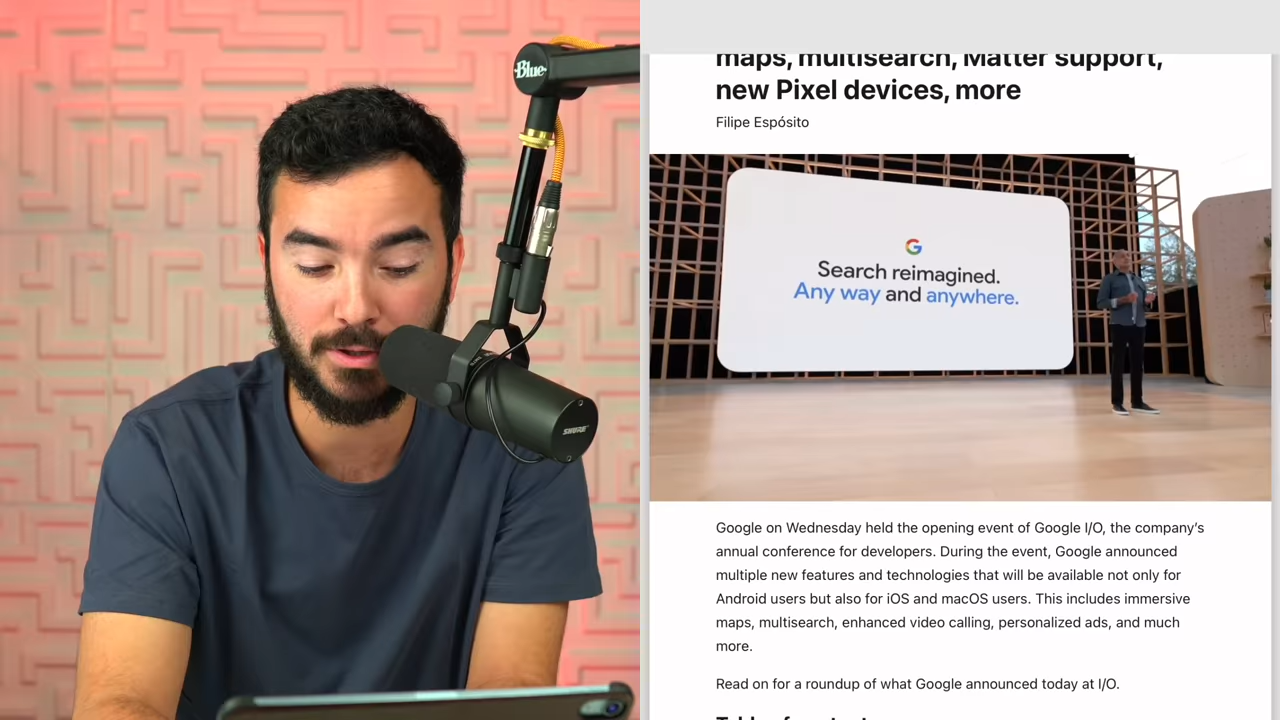 Blue
SHURE
maps, multisearch, Matter support,
new Pixel devices, more
Filipe Espósito
G
Search reimagined.
Any way and anywhere.
Google on Wednesday held the opening event of Google I/O, the company's
annual conference for developers. During the event, Google announced
multiple new features and technologies that will be available not only for
Android users but also for iOS and macOS users. This includes immersive
maps, multisearch, enhanced video calling, personalized ads, and much
more.
Read on for a roundup of what Google announced today at I/O.